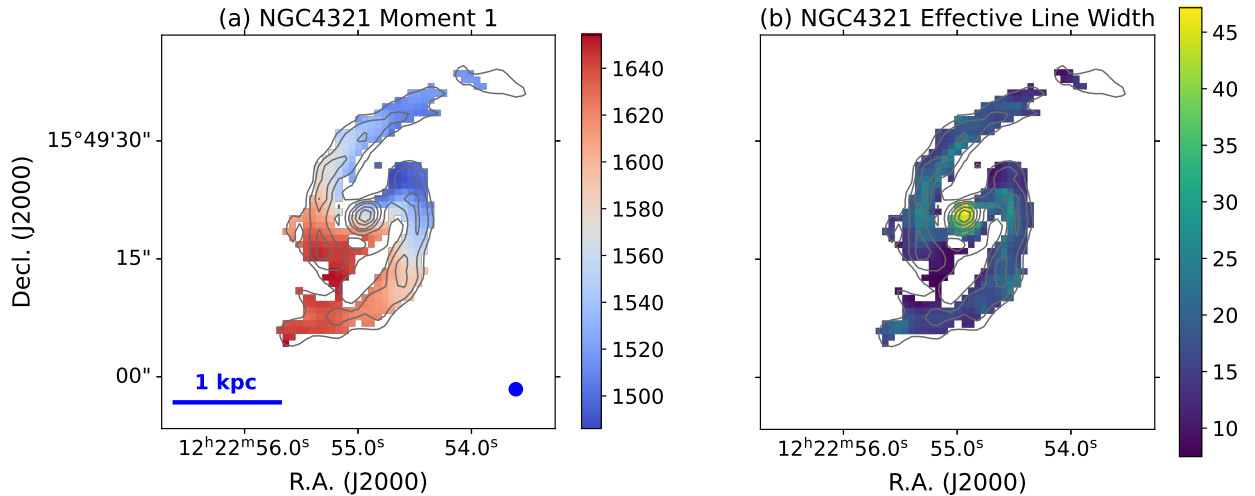 (a) NGC4321 Moment 1
(b) NGC4321 Effective Line Width
Decl. (J2000)
15°49'30"
15"
00"
1 kpc
12ʰ22ᵐ56.0ˢ
55.0ˢ
54.0ˢ
R.A. (J2000)
1640
1620
1600
1580
1560
1540
1520
1500
12ʰ22ᵐ56.0ˢ
55.0ˢ
54.0ˢ
R.A. (J2000)
45
40
35
30
25
20
15
10